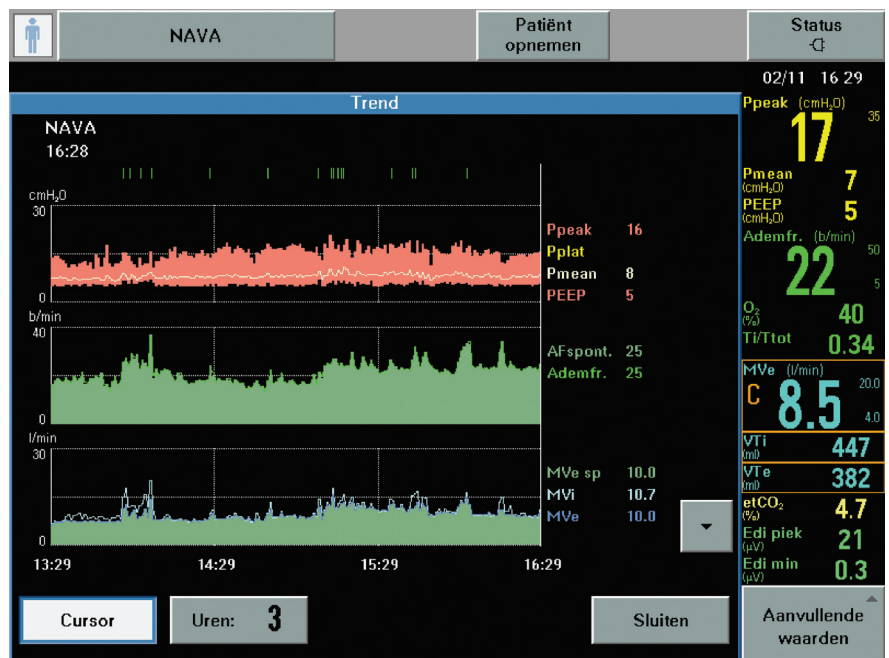 NAVA
Patiënt
opnemen
Status
02/11 16 29
Trend
NAVA
16:28
cmH₂O
30
0
Ppeak 16
Pplat
Pmean 8
PEEP 5
b/min
40
0
AFspont. 25
Ademfr. 25
l/min
30
0
MVe sp 10.0
MVi 10.7
MVe 10.0
13:29 14:29 15:29 16:29
Cursor
Uren: 3
Sluiten
Ppeak (cmH₂O)
17 35
Pmean
(cmH₂O) 7
PEEP
(cmH₂O) 5
Ademfr. (b/min)
22 50
5
O₂
(%) 40
Ti/Ttot 0.34
MVe (l/min)
C 8.5 20.0
4.0
VTi
(ml) 447
VTe
(ml) 382
etCO₂
(%) 4.7
Edi piek
(µV) 21
Edi min
(µV) 0.3
Aanvullende
waarden